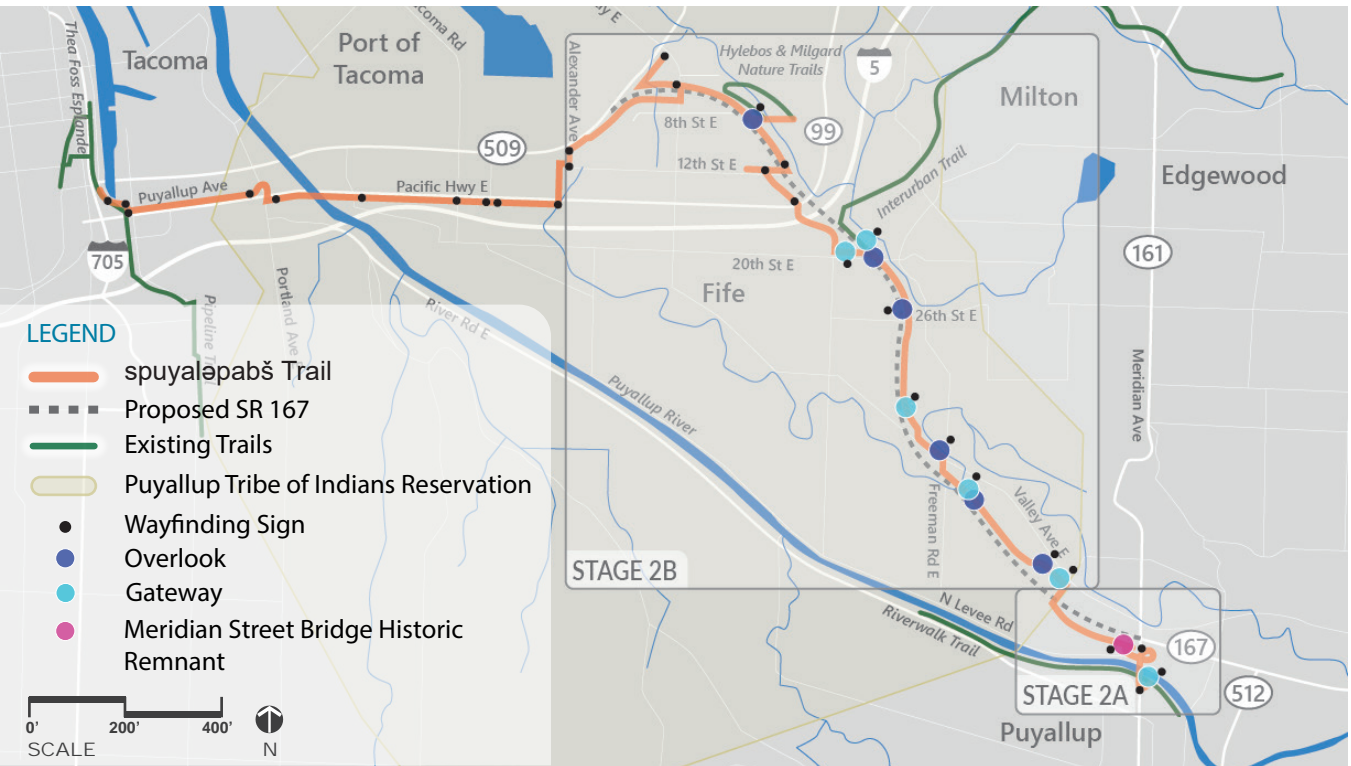 Thea Foss Esplanade
Tacoma
Port of
Tacoma
Alexander Ave
Hylebos & Milgard
Nature Trails
5
Milton
8th St E
99
509
12th St E
Interurban Trail
Edgewood
Puyallup Ave
Pacific Hwy E
161
705
20th St E
Fife
26th St E
Portland Ave
River Rd E
LEGEND
spuyaləpabš Trail
Proposed SR 167
Existing Trails
Puyallup Tribe of Indians Reservation
Wayfinding Sign
Overlook
Gateway
Meridian Street Bridge Historic
Remnant
0' 200' 400'
SCALE
N
Puyallup River
Meridian Ave
Freeman Rd E
Valley Ave E
STAGE 2B
N Levee Rd
Riverwalk Trail
167
STAGE 2A
512
Puyallup